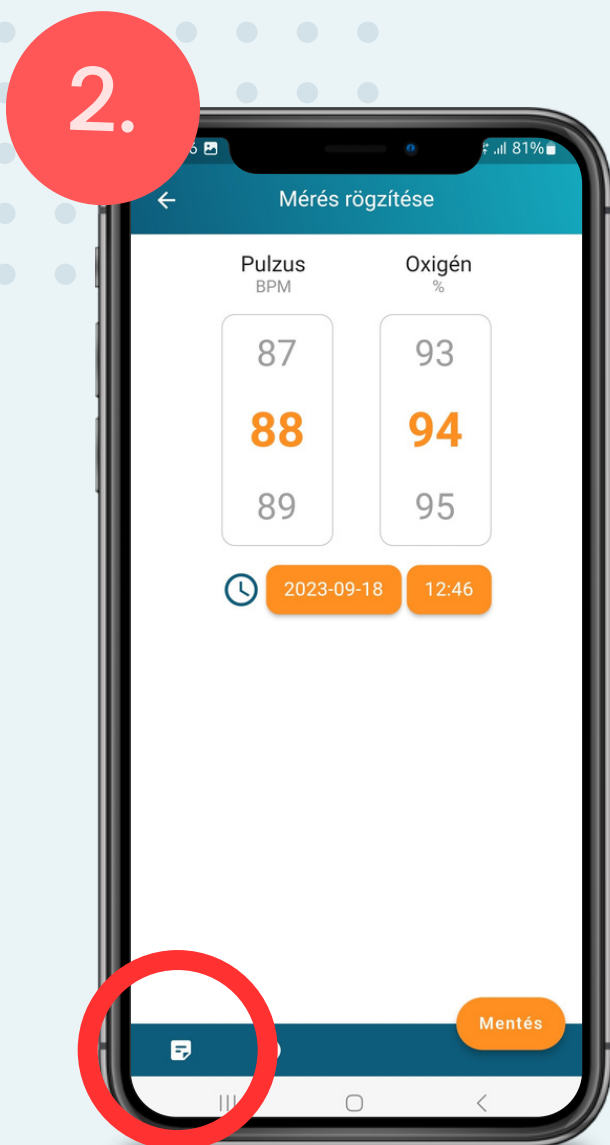 2.
6 81%
Mérés rögzítése
Pulzus Oxigén
BPM %
87 93
88 94
89 95
2023-09-18 12:46
Mentés